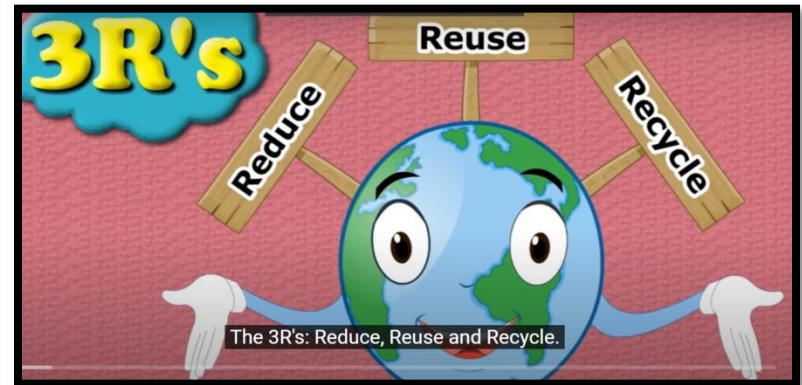 3R's
Reuse
Reduce
Recycle
The 3R's: Reduce, Reuse and Recycle.